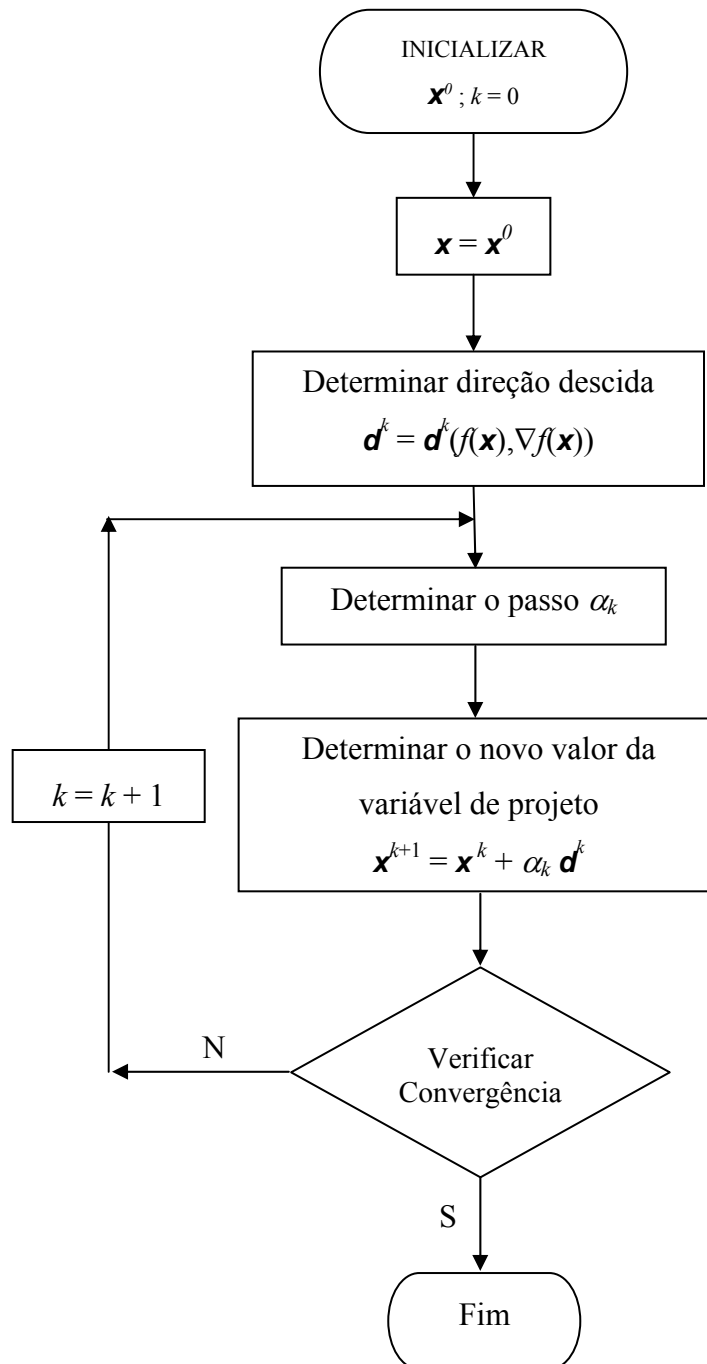 INICIALIZAR
x⁰ ; k = 0
x = x⁰
Determinar direção descida
dᵏ = dᵏ(f(x),∇f(x))
Determinar o passo αₖ
Determinar o novo valor da
variável de projeto
xᵏ⁺¹ = xᵏ + αₖ dᵏ
k = k + 1
N
Verificar
Convergência
S
Fim